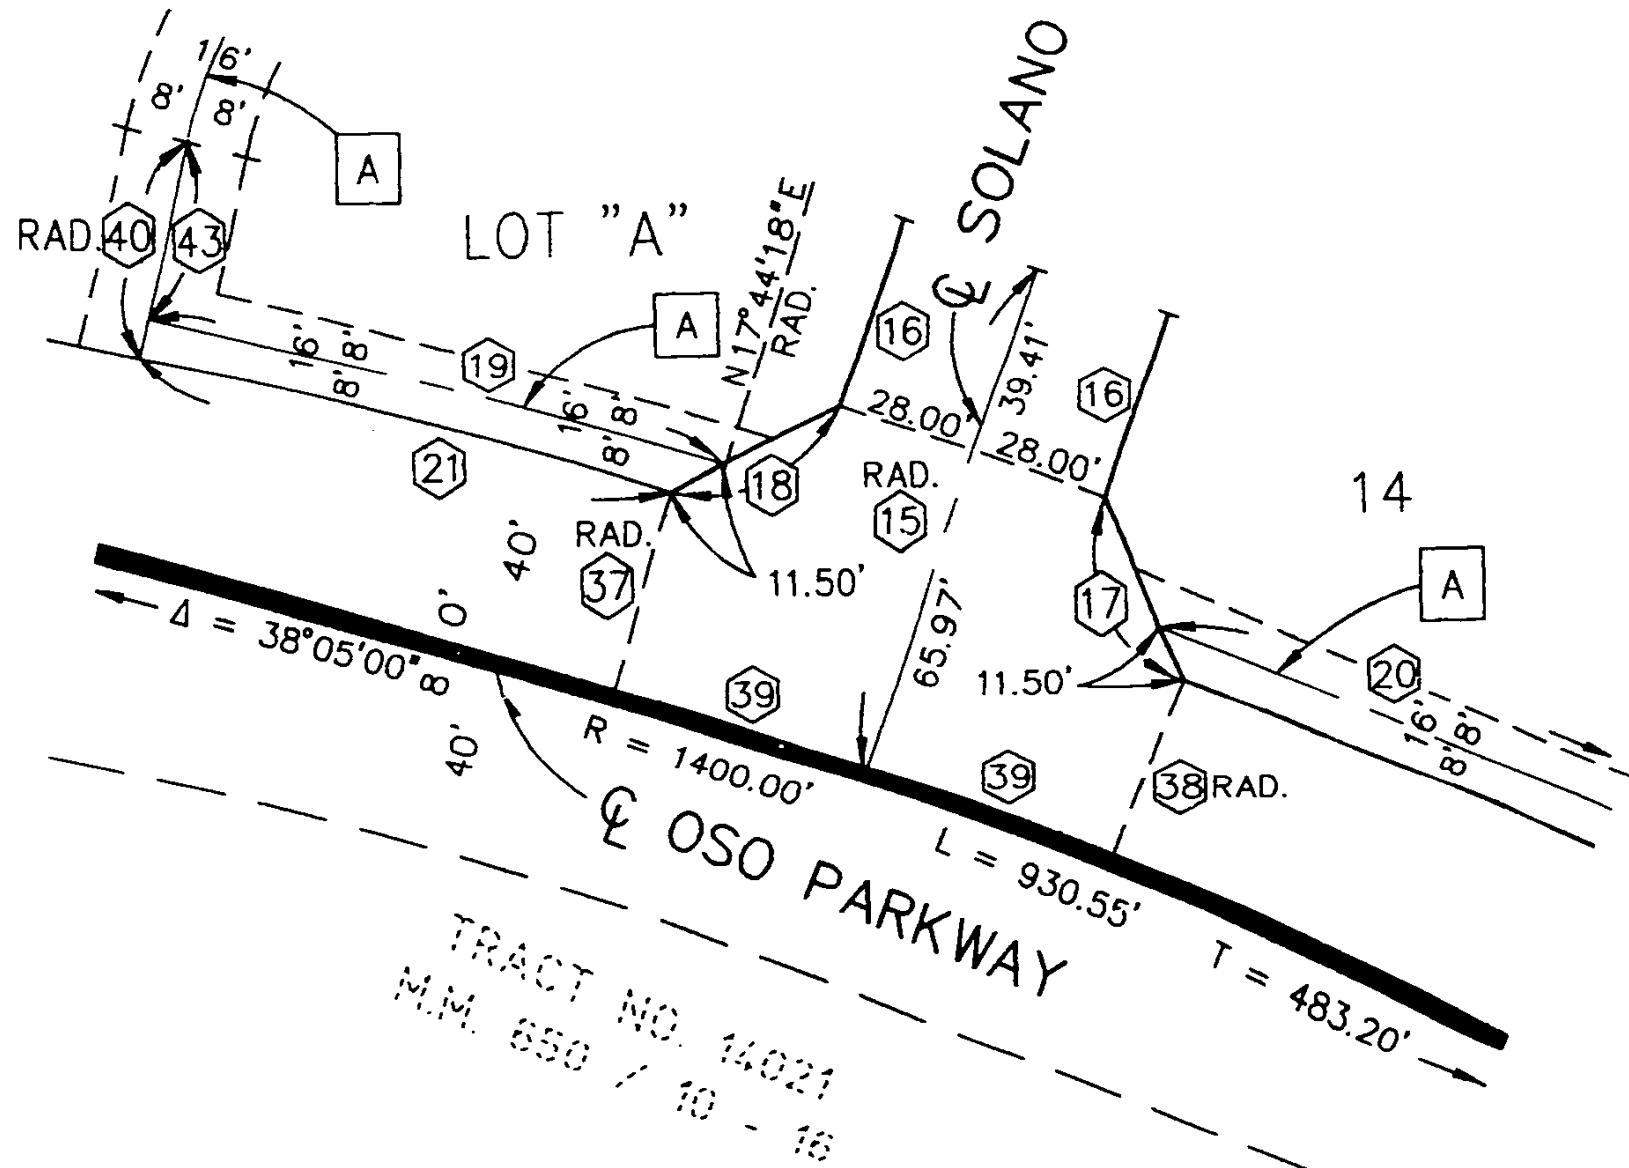 16'
8' 8'
A
RAD. 40 43
LOT "A"
N 17°44'18" E
RAD.
℄ SOLANO
16
39.41'
16
16' 8'
8'
19
A
16' 8'
8'
28.00'
28.00'
21
18
RAD.
15
14
40'
RAD.
37
11.50'
17
A
65.97'
11.50'
20
16' 8'
8'
Δ = 38°05'00"
80'
40'
39
R = 1400.00'
39
38 RAD.
℄ OSO PARKWAY
L = 930.55'
T = 483.20'
TRACT NO. 14021
M.M. 650 / 10 - 16